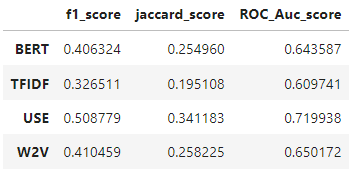 f1_score jaccard_score ROC_Auc_score
BERT 0.406324 0.254960 0.643587
TFIDF 0.326511 0.195108 0.609741
USE 0.508779 0.341183 0.719938
W2V 0.410459 0.258225 0.650172